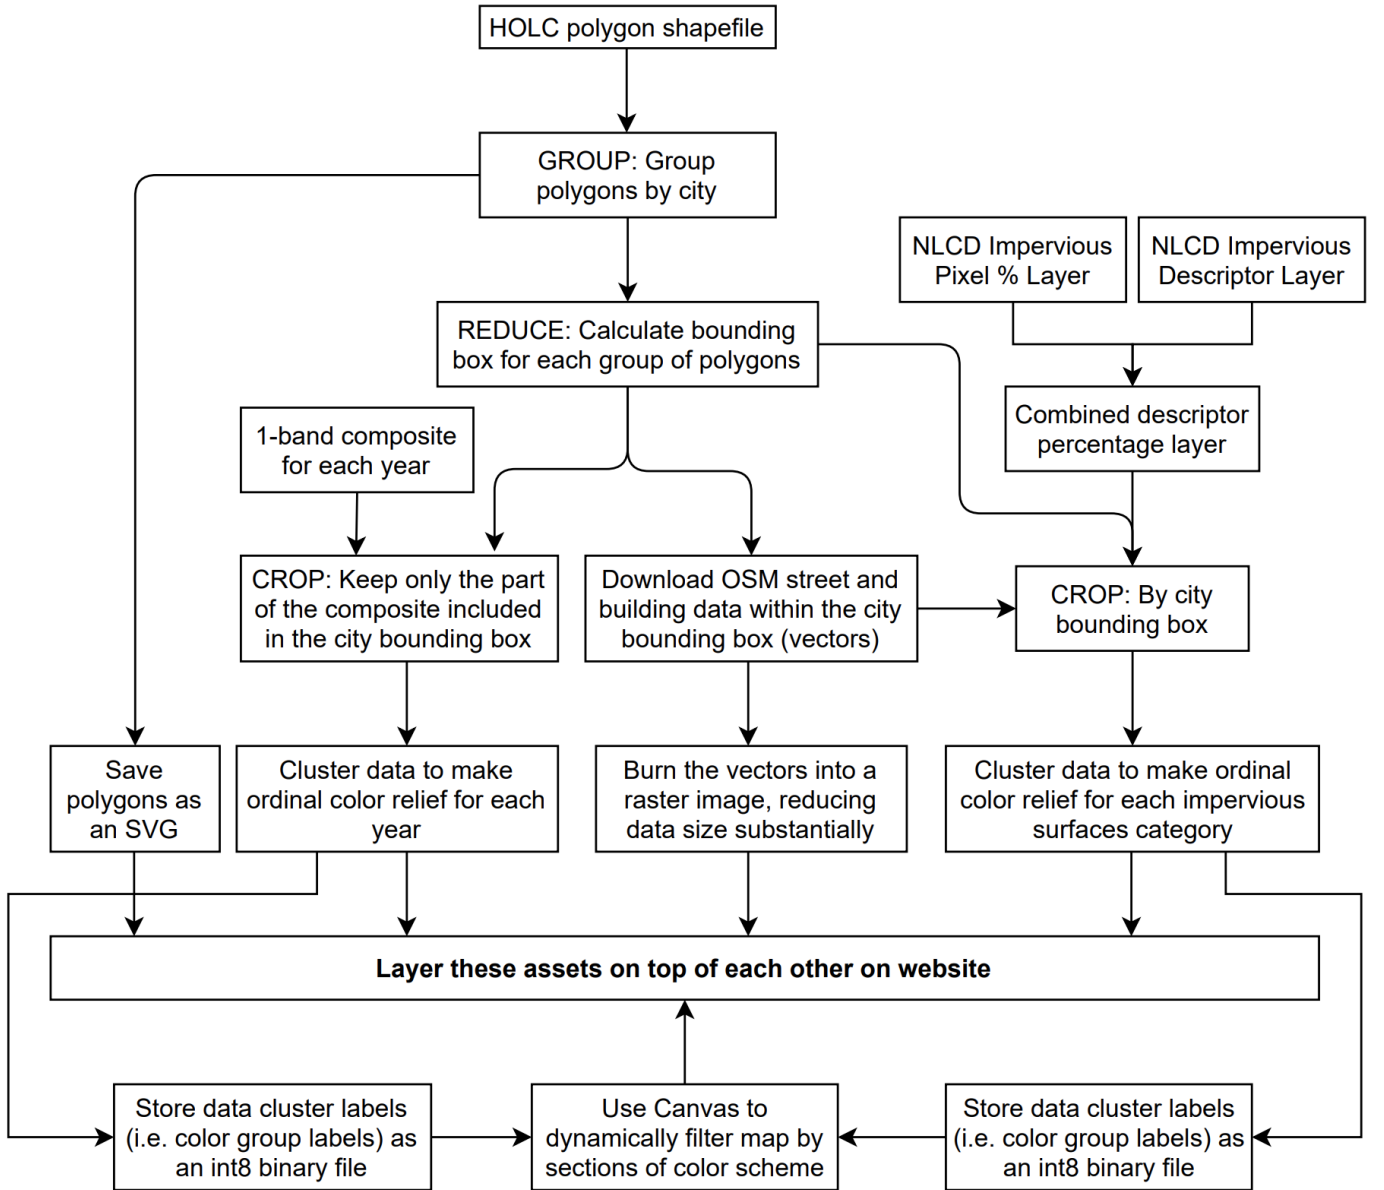 HOLC polygon shapefile
GROUP: Group
polygons by city
NLCD Impervious
Pixel % Layer
NLCD Impervious
Descriptor Layer
REDUCE: Calculate bounding
box for each group of polygons
Combined descriptor
percentage layer
1-band composite
for each year
CROP: Keep only the part
of the composite included
in the city bounding box
Download OSM street and
building data within the city
bounding box (vectors)
CROP: By city
bounding box
Save
polygons as
an SVG
Cluster data to make
ordinal color relief for each
year
Burn the vectors into a
raster image, reducing
data size substantially
Cluster data to make ordinal
color relief for each impervious
surfaces category
Layer these assets on top of each other on website
Store data cluster labels
(i.e. color group labels) as
an int8 binary file
Use Canvas to
dynamically filter map by
sections of color scheme
Store data cluster labels
(i.e. color group labels) as
an int8 binary file